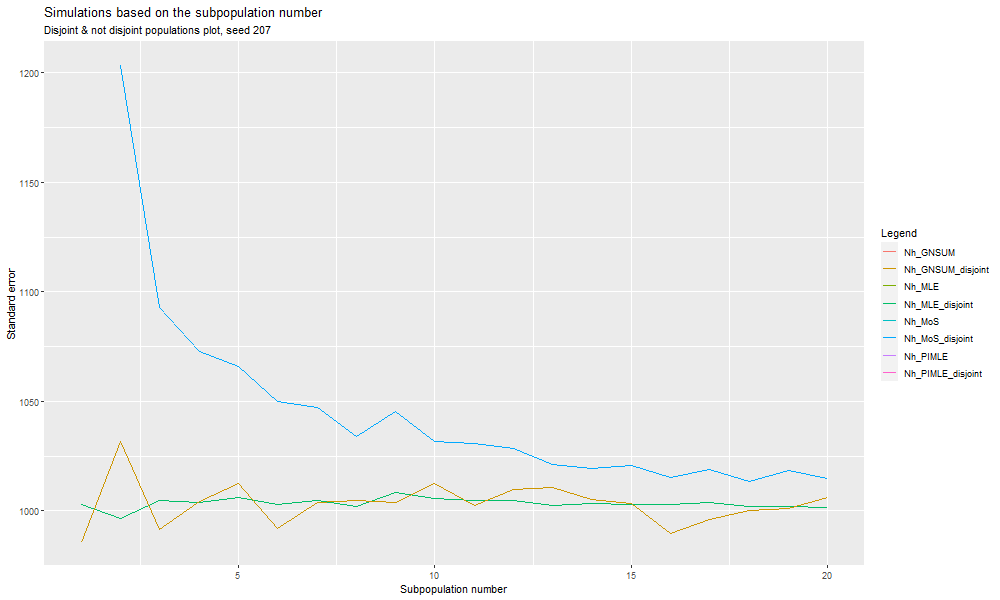 Simulations based on the subpopulation number
Disjoint & not disjoint populations plot, seed 207
Standard error
1200
1150
1100
1050
1000
5
10
15
20
Subpopulation number
Legend
Nh_GNSUM
Nh_GNSUM_disjoint
Nh_MLE
Nh_MLE_disjoint
Nh_MoS
Nh_MoS_disjoint
Nh_PIMLE
Nh_PIMLE_disjoint